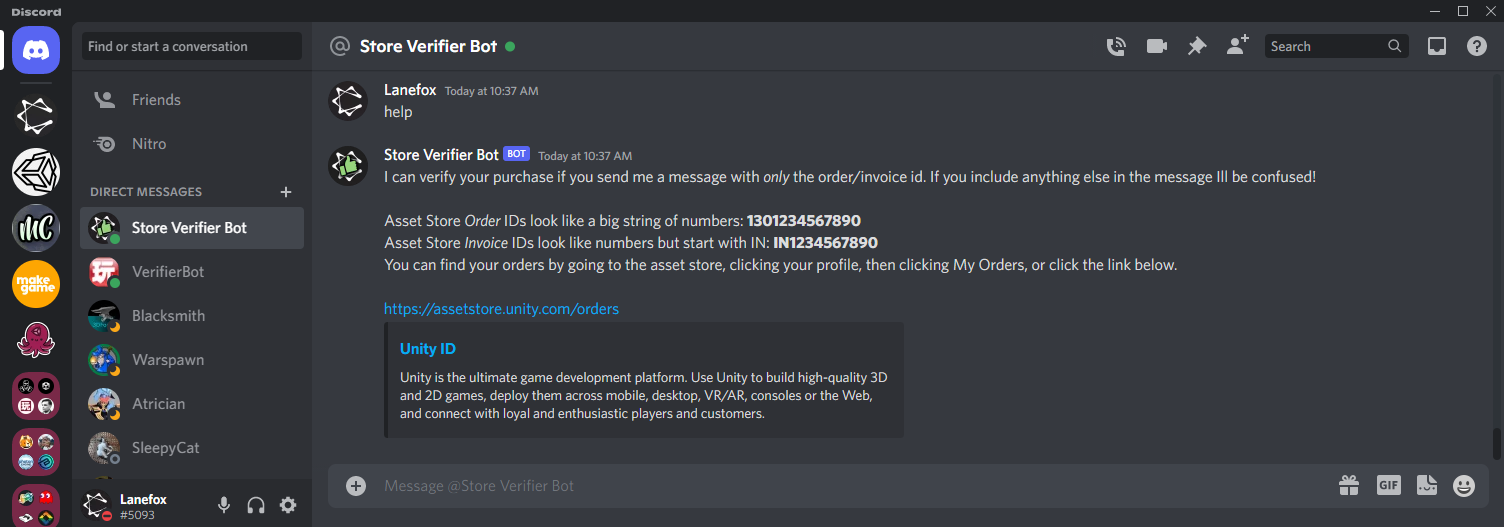 Discord
Find or start a conversation
Friends
Nitro
DIRECT MESSAGES
Store Verifier Bot
VerifierBot
Blacksmith
Warspawn
Atrician
SleepyCat
Lanefox
#5093
MC
make
game
玩
Store Verifier Bot
Search
Lanefox Today at 10:37 AM
help
Store Verifier Bot BOT Today at 10:37 AM
I can verify your purchase if you send me a message with only the order/invoice id. If you include anything else in the message Ill be confused!
Asset Store Order IDs look like a big string of numbers: 1301234567890
Asset Store Invoice IDs look like numbers but start with IN: IN1234567890
You can find your orders by going to the asset store, clicking your profile, then clicking My Orders, or click the link below.
https://assetstore.unity.com/orders
Unity ID
Unity is the ultimate game development platform. Use Unity to build high-quality 3D
and 2D games, deploy them across mobile, desktop, VR/AR, consoles or the Web,
and connect with loyal and enthusiastic players and customers.
Message @Store Verifier Bot
GIF